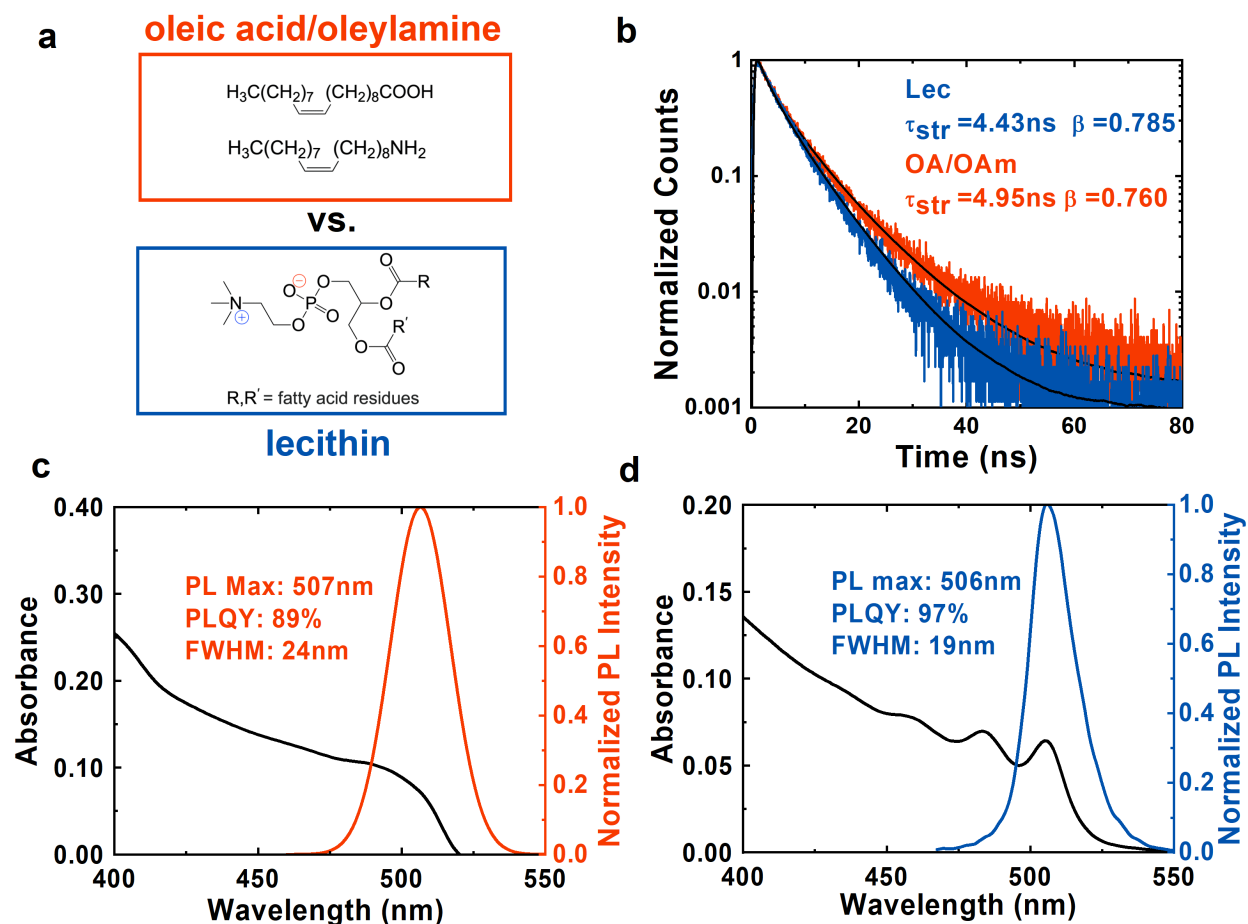 a
oleic acid/oleylamine
H₃C(H₂C)₇ (CH₂)₈COOH
H₃C(H₂C)₇ (CH₂)₈NH₂
vs.
N
⊕
O
⊖
P
O
O
O
O
O
R
R′
O
O
R,R′ = fatty acid residues
lecithin
b
Normalized Counts
1
0.1
0.01
0.001
Lec
τstr =4.43ns β =0.785
OA/OAm
τstr =4.95ns β =0.760
0 20 40 60 80
Time (ns)
c
Absorbance
0.40
0.30
0.20
0.10
0.00
PL Max: 507nm
PLQY: 89%
FWHM: 24nm
1.0
0.8
0.6
0.4
0.2
0.0
Normalized PL Intensity
400 450 500 550
Wavelength (nm)
d
Absorbance
0.20
0.15
0.10
0.05
0.00
PL max: 506nm
PLQY: 97%
FWHM: 19nm
1.0
0.8
0.6
0.4
0.2
0.0
Normalized PL Intensity
400 450 500 550
Wavelength (nm)